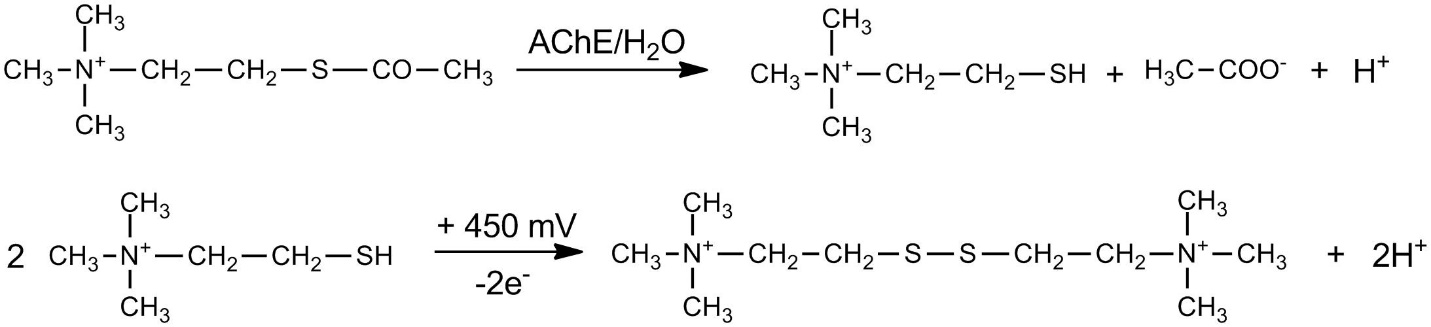 CH₃ CH₃
CH₃-N⁺-CH₂-CH₂-S-CO-CH₃ AChE/H₂O CH₃-N⁺-CH₂-CH₂-SH + H₃C-COO⁻ + H⁺
CH₃ CH₃
CH₃ CH₃ CH₃
2 CH₃-N⁺-CH₂-CH₂-SH + 450 mV -2e⁻ CH₃-N⁺-CH₂-CH₂-S-S-CH₂-CH₂-N⁺-CH₃ + 2H⁺
CH₃ CH₃ CH₃